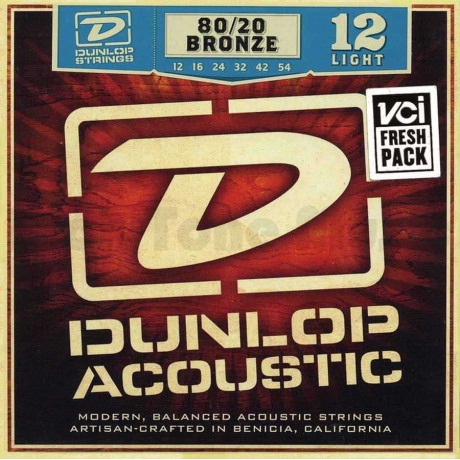 D
DUNLOP
STRINGS
80/20
BRONZE
12 16 24 32 42 54
12
LIGHT
VCi
FRESH
PACK
D
DUNLOP
ACOUSTIC
MODERN, BALANCED ACOUSTIC STRINGS
ARTISAN-CRAFTED IN BENICIA, CALIFORNIA